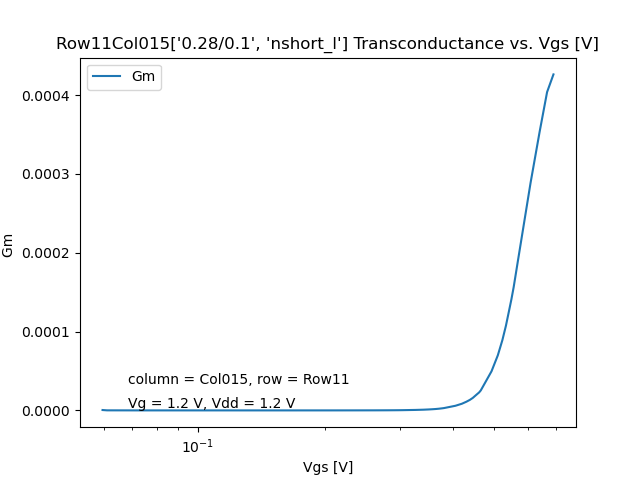 Row11Col015['0.28/0.1', 'nshort_l'] Transconductance vs. Vgs [V]
Gm
0.0004
0.0003
0.0002
0.0001
0.0000
Gm
column = Col015, row = Row11
Vg = 1.2 V, Vdd = 1.2 V
10⁻¹
Vgs [V]